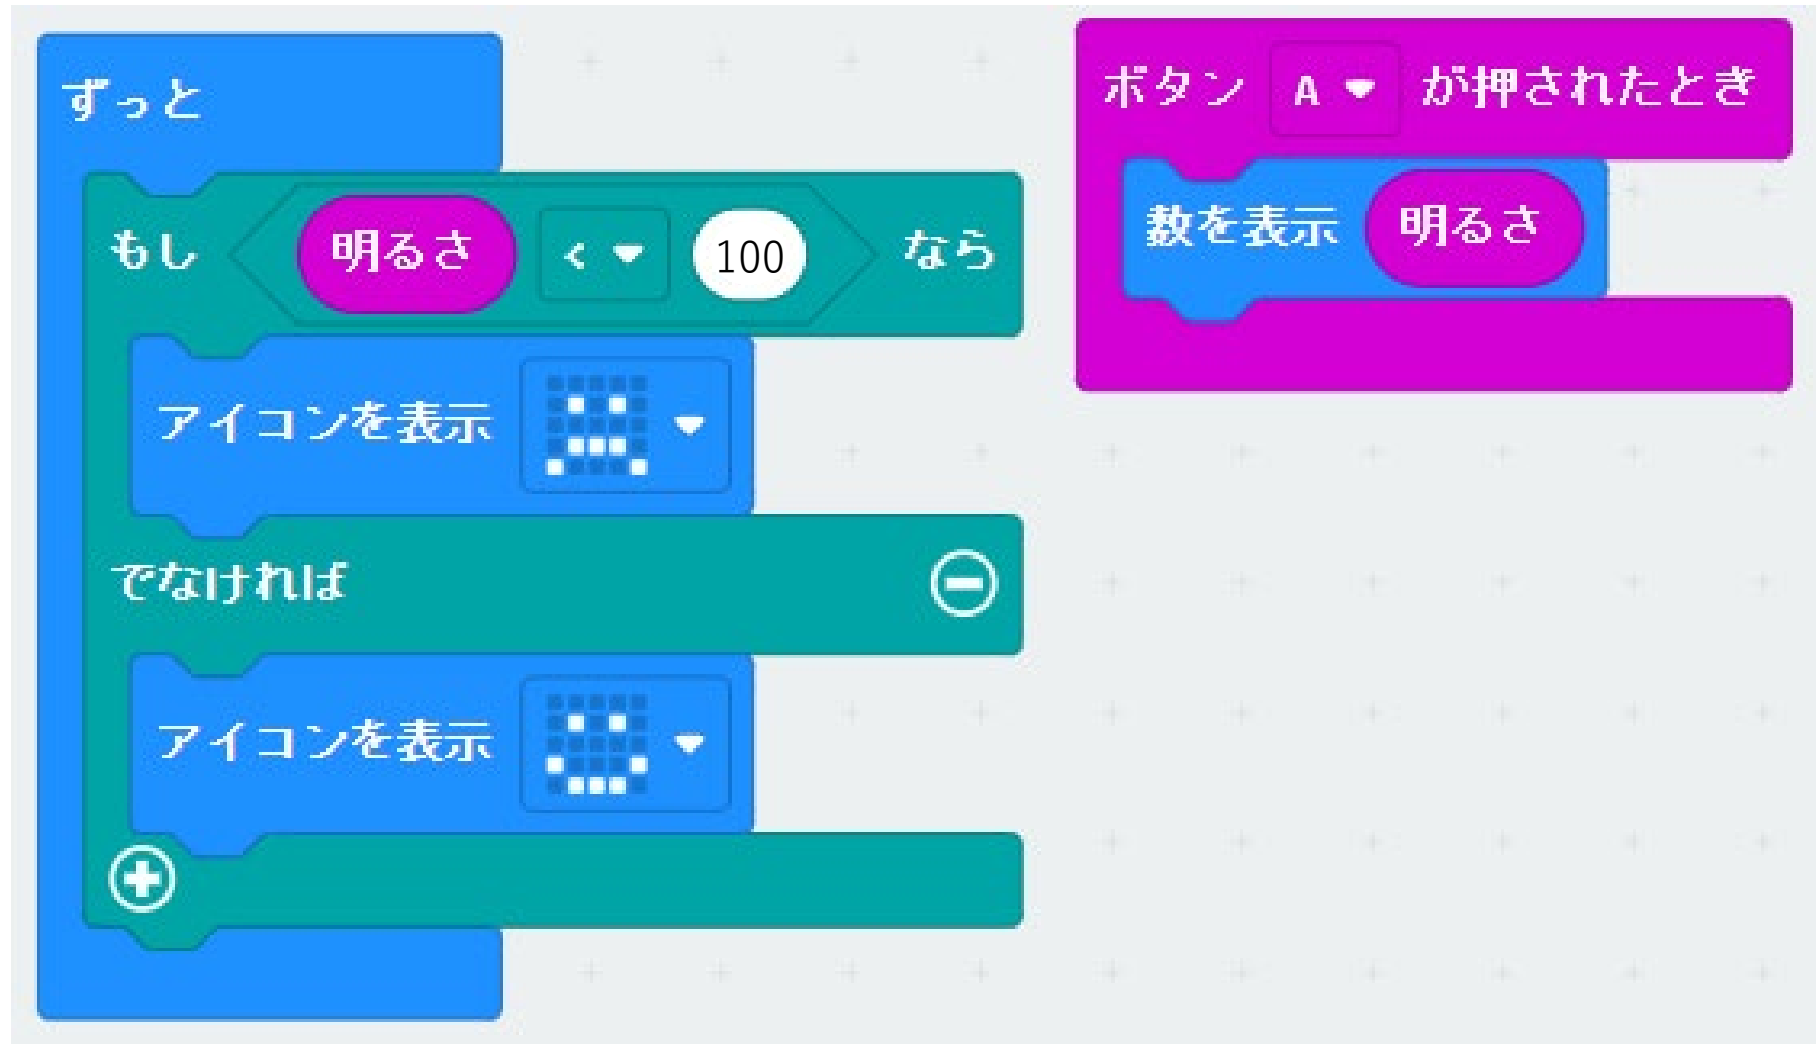 ずっと
もし 明るさ < 100 なら
アイコンを表示
でなければ
アイコンを表示
ボタン A が押されたとき
数を表示 明るさ